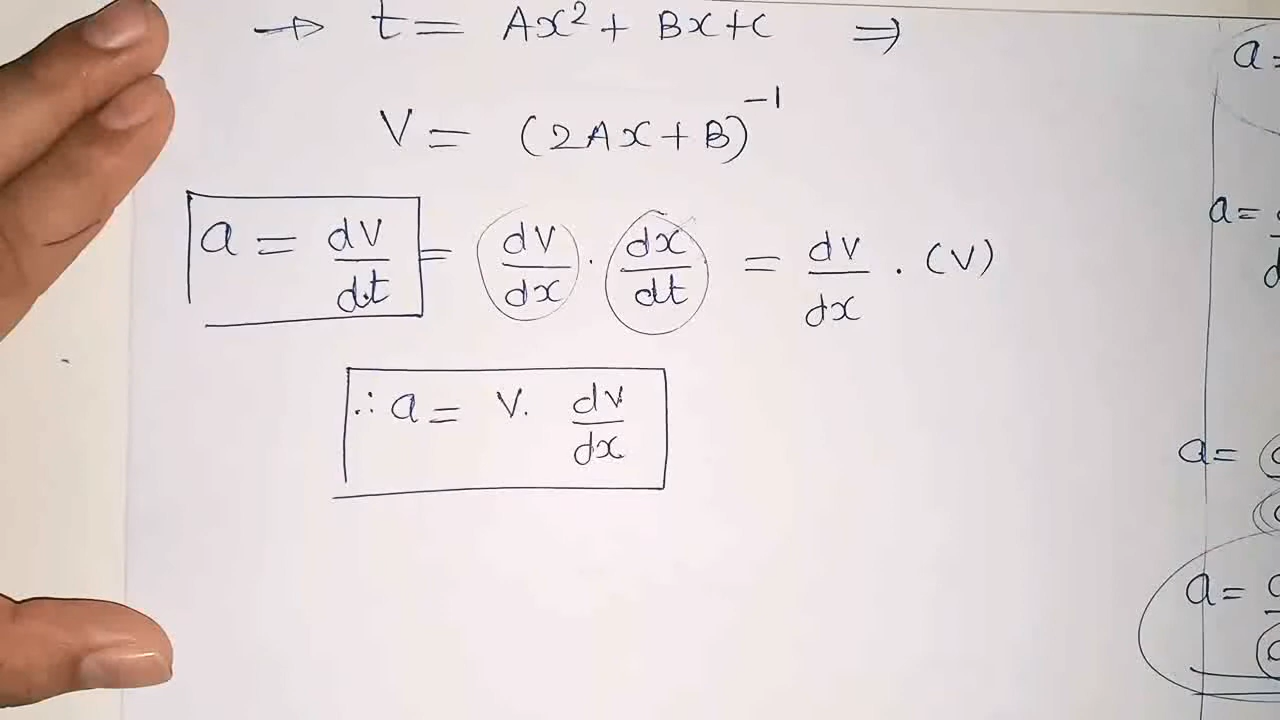 → t = Ax² + Bx + C ⇒
V = (2Ax + B)⁻¹
a = dV/dt = dV/dx · dx/dt = dV/dx · (V)
∴ a = V. dV/dx
a =
a =
a =
a =